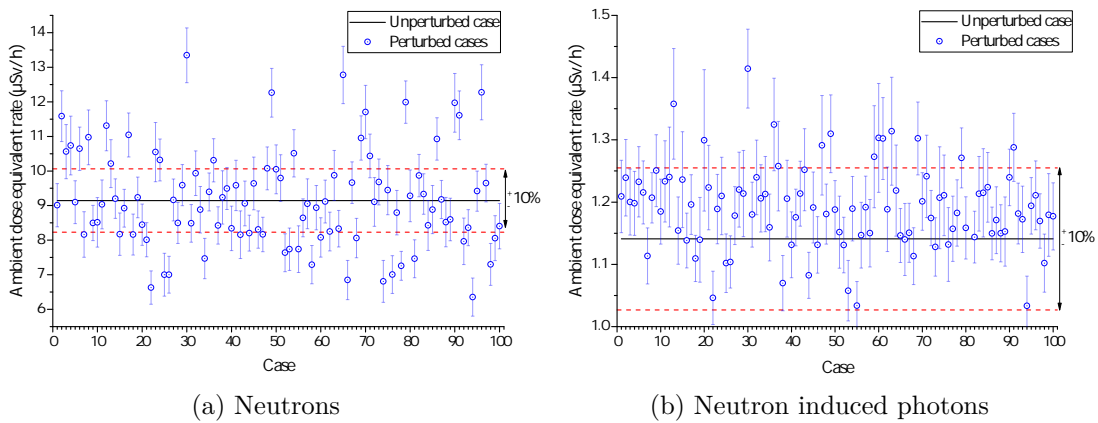 Unperturbed case
Perturbed cases
Ambient dose equivalent rate (µSv/h)
14
13
12
11
10
9
8
7
6
+
- 10%
0 10 20 30 40 50 60 70 80 90 100
Case
(a) Neutrons
Unperturbed case
Perturbed cases
Ambient dose equivalent rate (µSv/h)
1.5
1.4
1.3
1.2
1.1
1.0
+
- 10%
0 10 20 30 40 50 60 70 80 90 100
Case
(b) Neutron induced photons